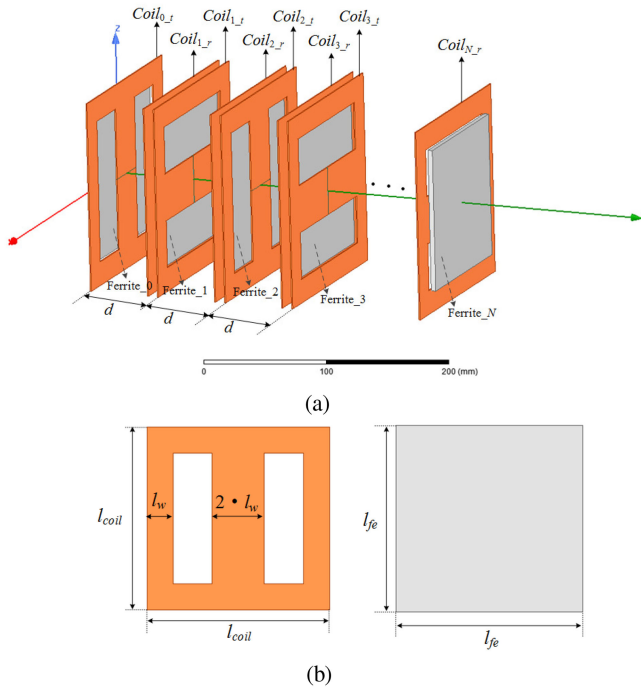 Coil0_t
Coil1_t
Coil2_t
Coil3_t
Coil1_r
Coil2_r
Coil3_r
CoilN_r
z
Ferrite_0
Ferrite_1
Ferrite_2
Ferrite_3
Ferrite_N
d
d
d
0
100
200 (mm)
(a)
lw
2 • lw
lcoil
lfe
lcoil
lfe
(b)